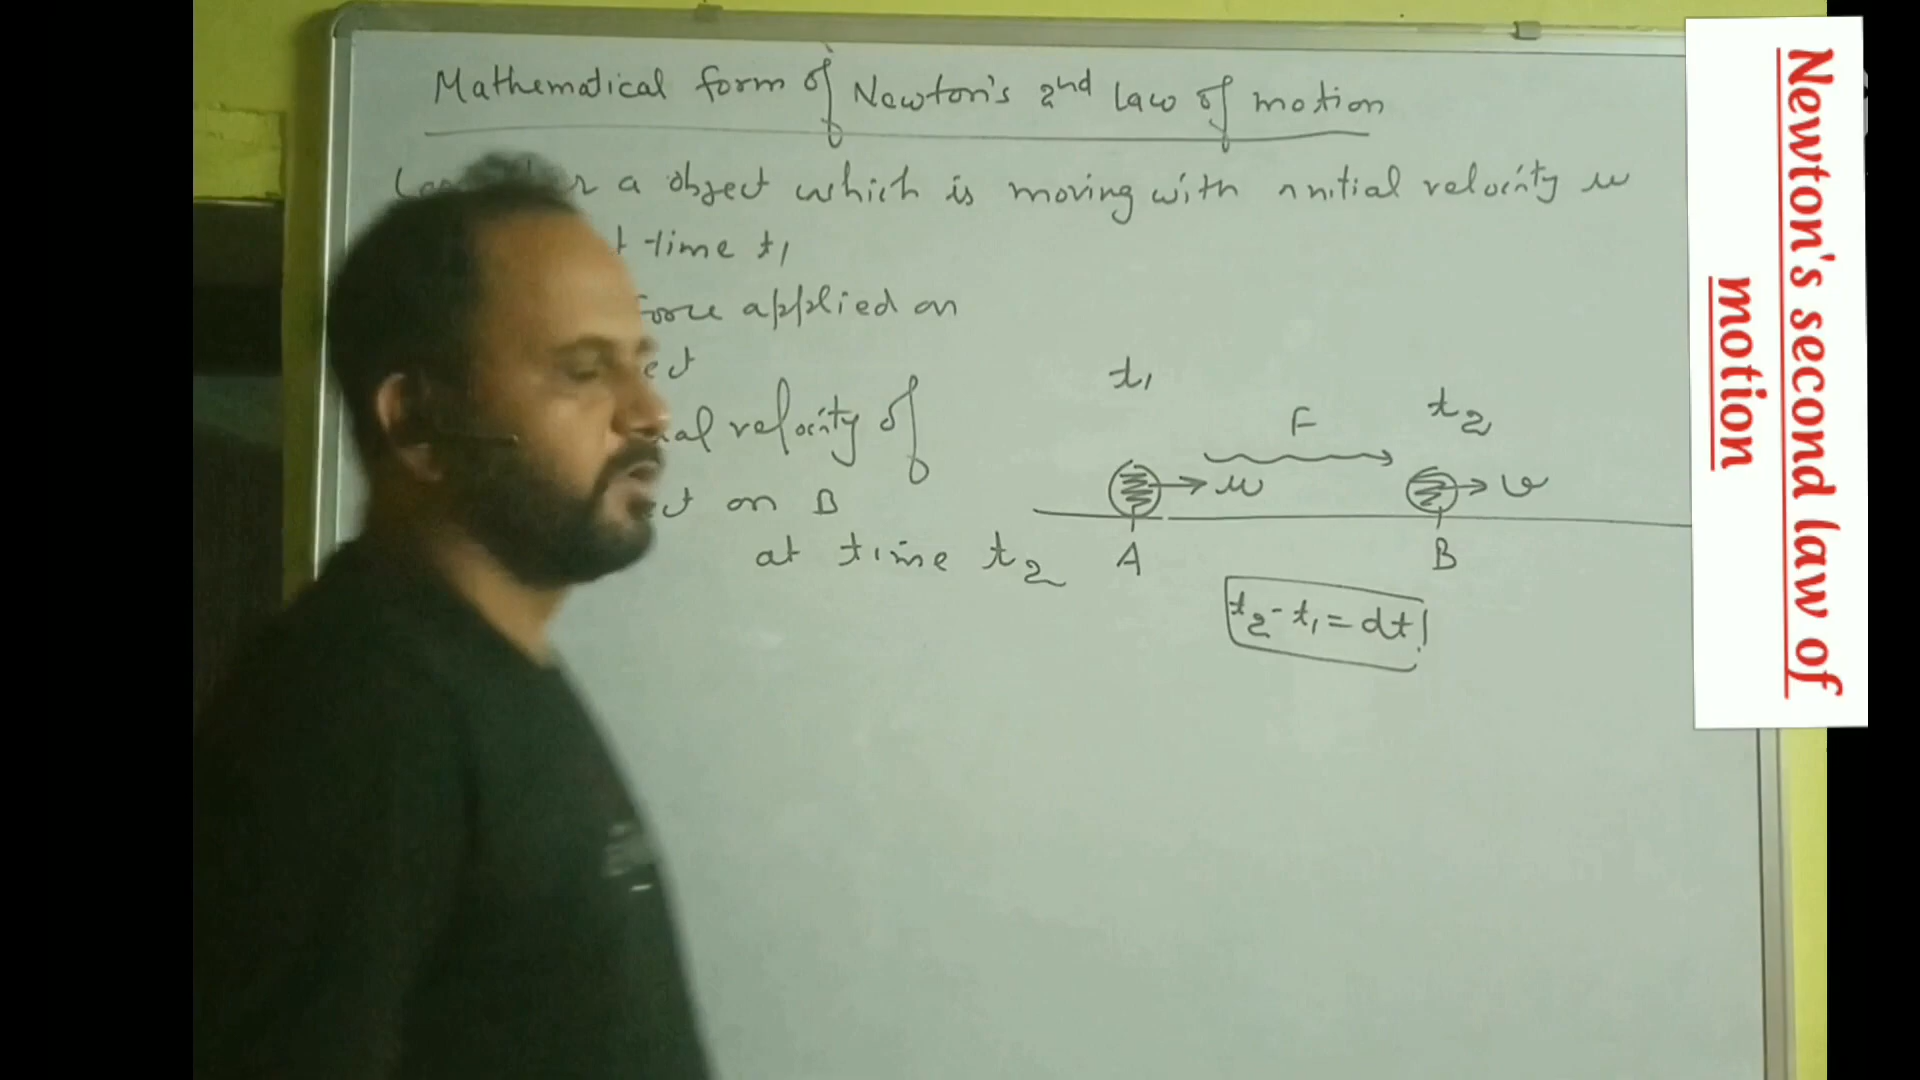 Mathematical form of Newton's 2nd law of motion
a object which is moving with initial velocity u
time t1
applied on
velocity of
on B
at time t2
t1
t2
F
u
v
A
B
t2 - t1 = dt
Newton's second law of
motion